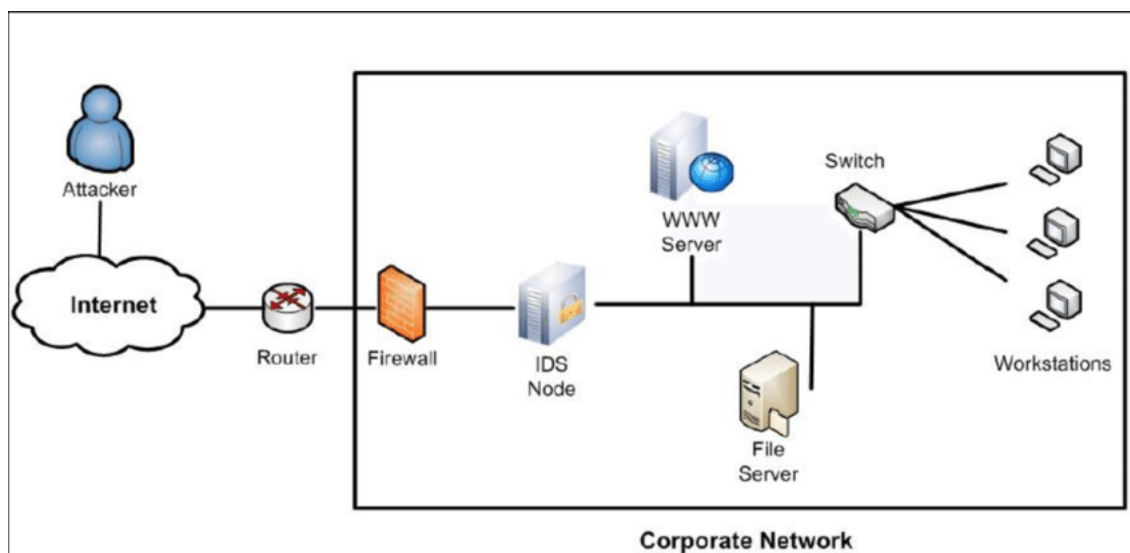 Attacker
Internet
Router
Firewall
IDS
Node
WWW
Server
Switch
File
Server
Workstations
Corporate Network